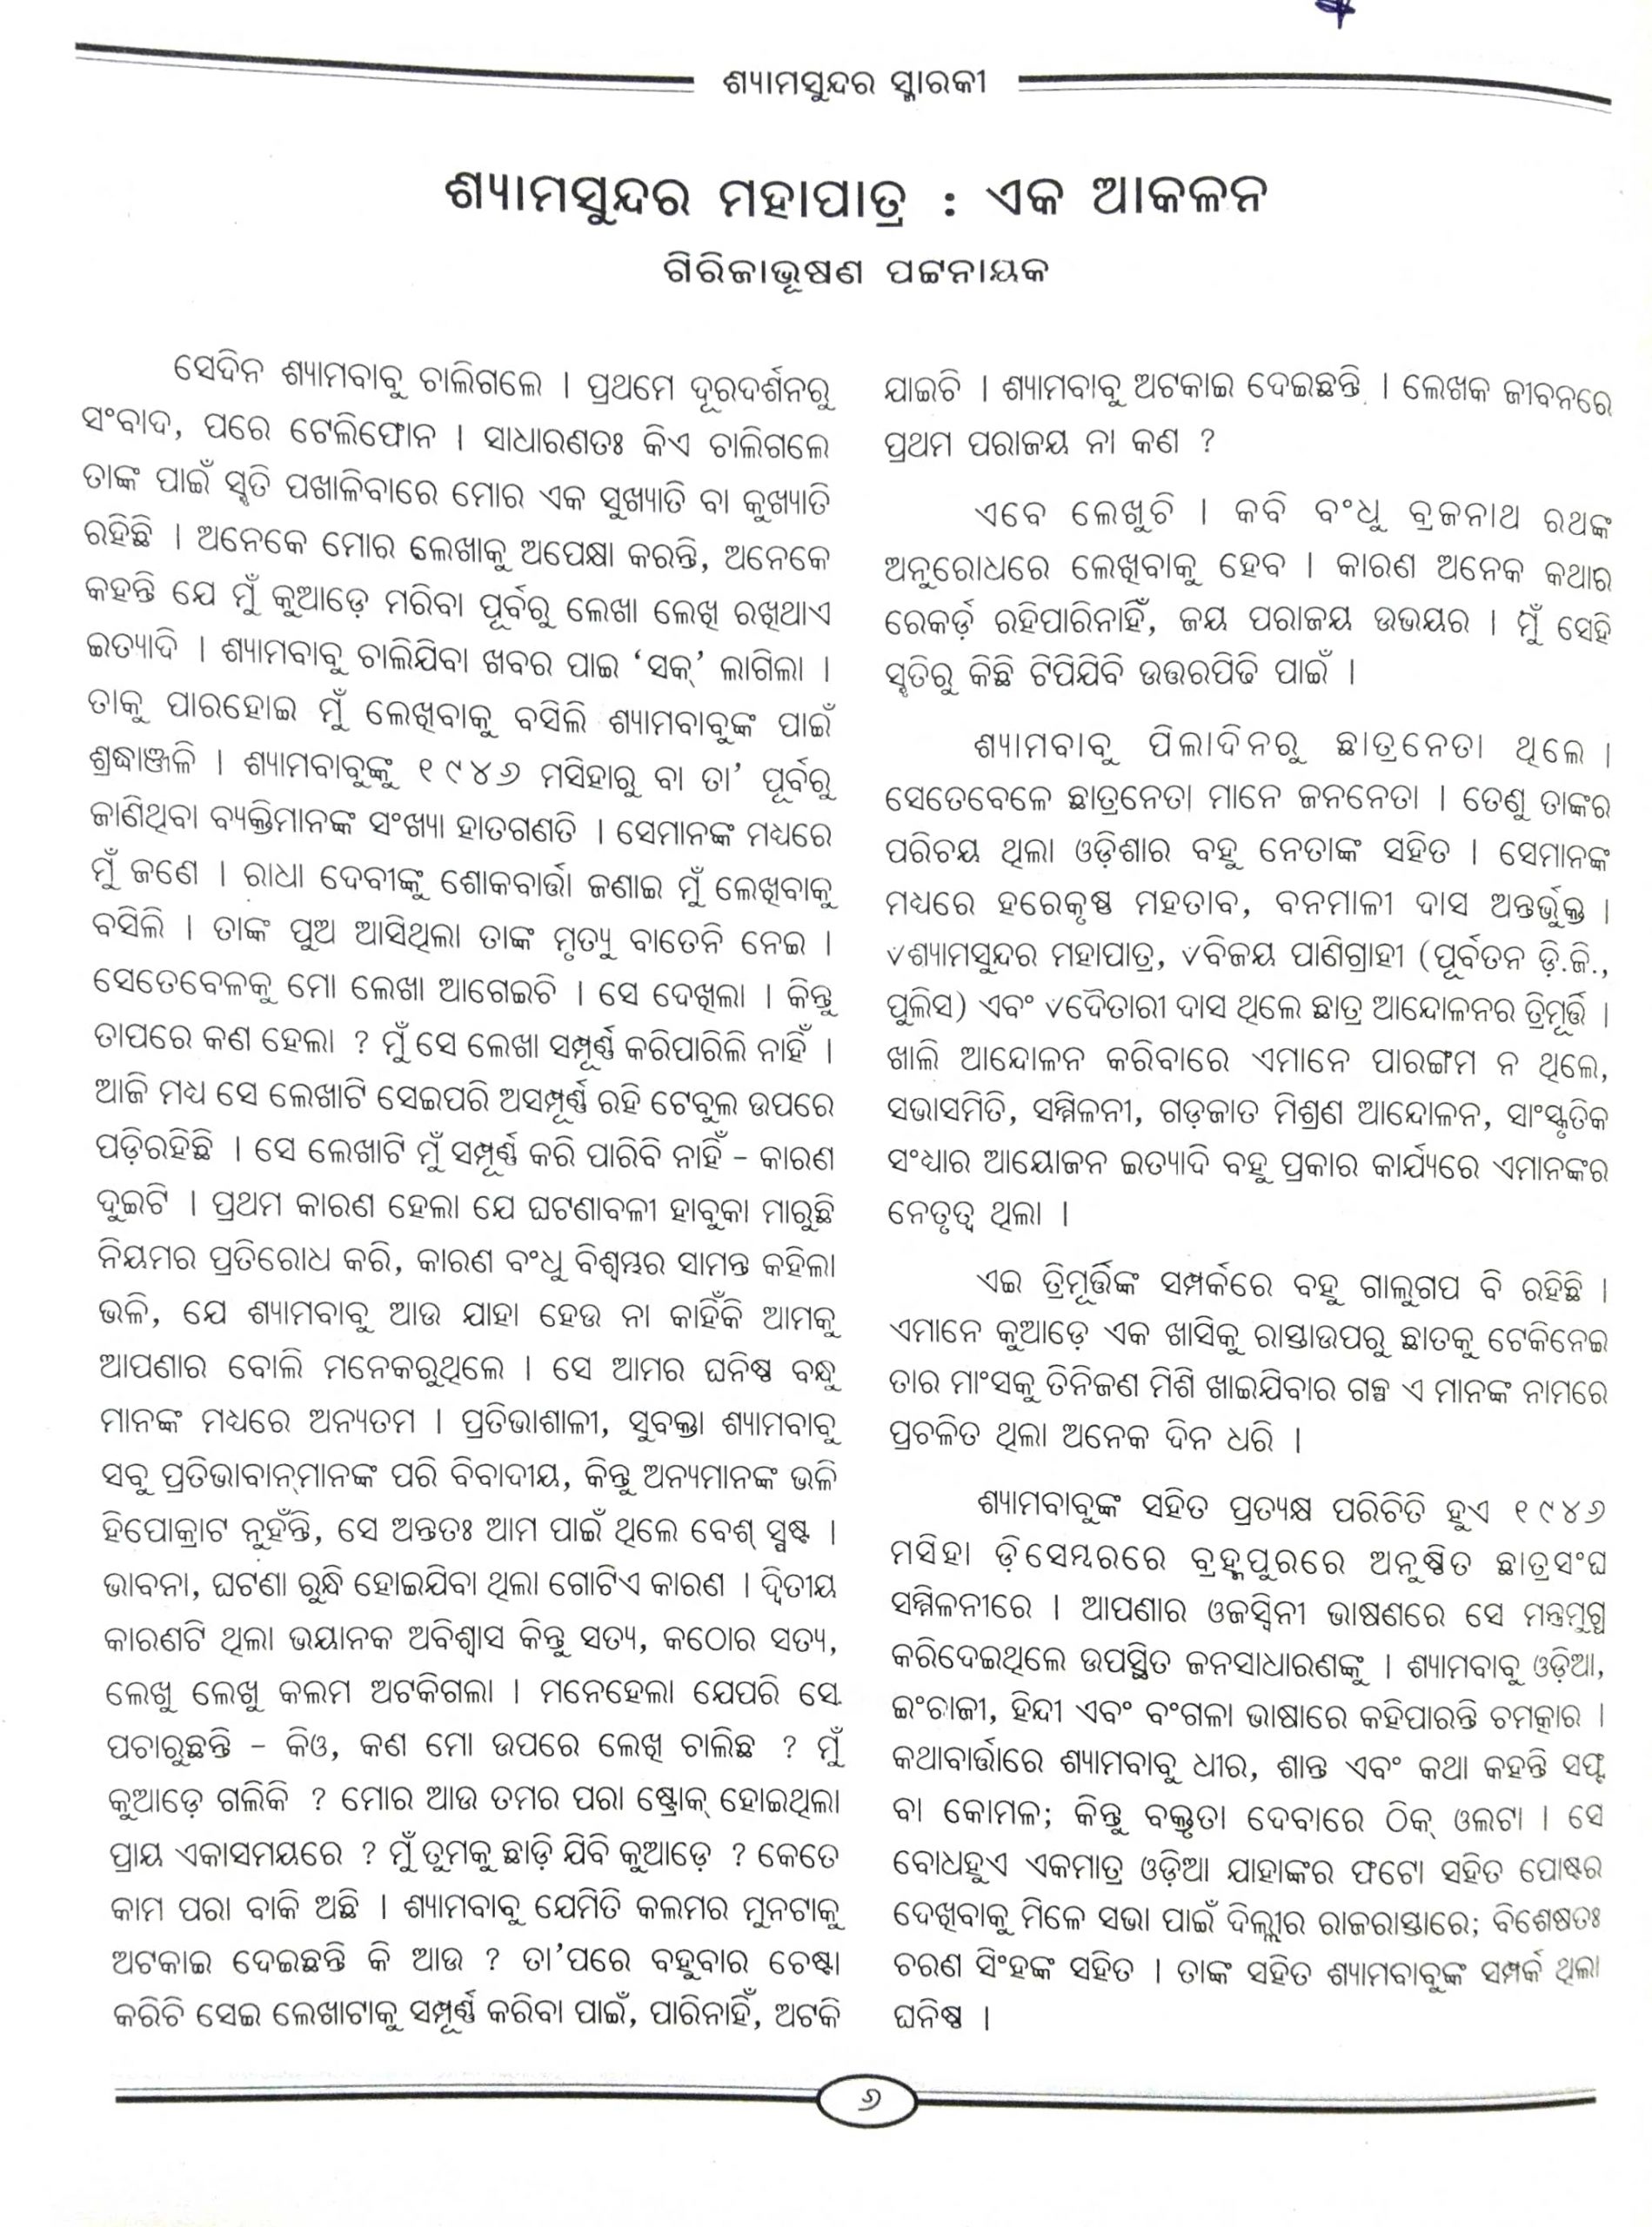 ଶ୍ୟାମସୁନ୍ଦର ସ୍ମାରକୀ
ଶ୍ୟାମସୁନ୍ଦର ମହାପାତ୍ର : ଏକ ଆକଳନ
ଗିରିଜାଭୂଷଣ ପଟ୍ଟନାୟକ
ସେଦିନ ଶ୍ୟାମବାବୁ ଚାଲିଗଲେ । ପ୍ରଥମେ ଦୂରଦର୍ଶନରୁ
ସଂବାଦ, ପରେ ଟେଲିଫୋନ । ସାଧାରଣତଃ କିଏ ଚାଲିଗଲେ
ତାଙ୍କ ପାଇଁ ସ୍ମୃତି ପଖାଳିବାରେ ମୋର ଏକ ସୁଖ୍ୟାତି ବା କୁଖ୍ୟାତି
ରହିଛି । ଅନେକେ ମୋର ଲେଖାକୁ ଅପେକ୍ଷା କରନ୍ତି, ଅନେକେ
କହନ୍ତି ଯେ ମୁଁ କୁଆଡ଼େ ମରିବା ପୂର୍ବରୁ ଲେଖା ଲେଖି ରଖିଥାଏ
ଇତ୍ୟାଦି । ଶ୍ୟାମବାବୁ ଚାଲିଯିବା ଖବର ପାଇ ‘ସକ୍’ ଲାଗିଲା ।
ତାକୁ ପାରହୋଇ ମୁଁ ଲେଖିବାକୁ ବସିଲି ଶ୍ୟାମବାବୁଙ୍କ ପାଇଁ
ଶ୍ରଦ୍ଧାଞ୍ଜଳି । ଶ୍ୟାମବାବୁଙ୍କୁ ୧୯୪୬ ମସିହାରୁ ବା ତା’ ପୂର୍ବରୁ
ଜାଣିଥିବା ବ୍ୟକ୍ତିମାନଙ୍କ ସଂଖ୍ୟା ହାତଗଣତି । ସେମାନଙ୍କ ମଧ୍ୟରେ
ମୁଁ ଜଣେ । ରାଧା ଦେବୀଙ୍କୁ ଶୋକବାର୍ତ୍ତା ଜଣାଇ ମୁଁ ଲେଖିବାକୁ
ବସିଲି । ତାଙ୍କ ପୁଅ ଆସିଥିଲା ତାଙ୍କ ମୃତ୍ୟୁ ବାତେନି ନେଇ ।
ସେତେବେଳକୁ ମୋ ଲେଖା ଆଗେଇଚି । ସେ ଦେଖିଲା । କିନ୍ତୁ
ତାପରେ କଣ ହେଲା ? ମୁଁ ସେ ଲେଖା ସମ୍ପୂର୍ଣ୍ଣ କରିପାରିଲି ନାହିଁ ।
ଆଜି ମଧ୍ୟ ସେ ଲେଖାଟି ସେଇପରି ଅସମ୍ପୂର୍ଣ୍ଣ ରହି ଟେବୁଲ ଉପରେ
ପଡ଼ିରହିଛି । ସେ ଲେଖାଟି ମୁଁ ସମ୍ପୂର୍ଣ୍ଣ କରି ପାରିବି ନାହିଁ – କାରଣ
ଦୁଇଟି । ପ୍ରଥମ କାରଣ ହେଲା ଯେ ଘଟଣାବଳୀ ହାବୁକା ମାରୁଛି
ନିୟମର ପ୍ରତିରୋଧ କରି, କାରଣ ବଂଧୁ ବିଶ୍ୱମ୍ଭର ସାମନ୍ତ କହିଲା
ଭଳି, ଯେ ଶ୍ୟାମବାବୁ ଆଉ ଯାହା ହେଉ ନା କାହିଁକି ଆମକୁ
ଆପଣାର ବୋଲି ମନେକରୁଥିଲେ । ସେ ଆମର ଘନିଷ୍ଠ ବନ୍ଧୁ
ମାନଙ୍କ ମଧ୍ୟରେ ଅନ୍ୟତମ । ପ୍ରତିଭାଶାଳୀ, ସୁବକ୍ତା ଶ୍ୟାମବାବୁ
ସବୁ ପ୍ରତିଭାବାନ୍‌ମାନଙ୍କ ପରି ବିବାଦୀୟ, କିନ୍ତୁ ଅନ୍ୟମାନଙ୍କ ଭଳି
ହିପୋକ୍ରାଟ ନୁହଁନ୍ତି, ସେ ଅନ୍ତତଃ ଆମ ପାଇଁ ଥିଲେ ବେଶ୍ ସ୍ପଷ୍ଟ ।
ଭାବନା, ଘଟଣା ରୁନ୍ଧି ହୋଇଯିବା ଥିଲା ଗୋଟିଏ କାରଣ । ଦ୍ୱିତୀୟ
କାରଣଟି ଥିଲା ଭୟାନକ ଅବିଶ୍ୱାସ କିନ୍ତୁ ସତ୍ୟ, କଠୋର ସତ୍ୟ,
ଲେଖୁ ଲେଖୁ କଲମ ଅଟକିଗଲା । ମନେହେଲା ଯେପରି ସେ
ପଚାରୁଛନ୍ତି – କିଓ, କଣ ମୋ ଉପରେ ଲେଖି ଚାଲିଛ ? ମୁଁ
କୁଆଡ଼େ ଗଲିକି ? ମୋର ଆଉ ତମର ପରା ଷ୍ଟ୍ରୋକ୍ ହୋଇଥିଲା
ପ୍ରାୟ ଏକାସମୟରେ ? ମୁଁ ତୁମକୁ ଛାଡ଼ି ଯିବି କୁଆଡ଼େ ? କେତେ
କାମ ପରା ବାକି ଅଛି । ଶ୍ୟାମବାବୁ ଯେମିତି କଲମର ମୁନଟାକୁ
ଅଟକାଇ ଦେଇଛନ୍ତି କି ଆଉ ? ତା’ପରେ ବହୁବାର ଚେଷ୍ଟା
କରିଚି ସେଇ ଲେଖାଟାକୁ ସମ୍ପୂର୍ଣ୍ଣ କରିବା ପାଇଁ, ପାରିନାହିଁ, ଅଟକି
ଯାଇଚି । ଶ୍ୟାମବାବୁ ଅଟକାଇ ଦେଇଛନ୍ତି । ଲେଖକ ଜୀବନରେ
ପ୍ରଥମ ପରାଜୟ ନା କଣ ?
ଏବେ ଲେଖୁଚି । କବି ବଂଧୁ ବ୍ରଜନାଥ ରଥଙ୍କ
ଅନୁରୋଧରେ ଲେଖିବାକୁ ହେବ । କାରଣ ଅନେକ କଥାର
ରେକର୍ଡ଼ ରହିପାରିନାହିଁ, ଜୟ ପରାଜୟ ଉଭୟର । ମୁଁ ସେହି
ସ୍ମୃତିରୁ କିଛି ଟିପିଯିବି ଉତ୍ତରପିଢି ପାଇଁ ।
ଶ୍ୟାମବାବୁ ପିଲାଦିନରୁ ଛାତ୍ରନେତା ଥିଲେ ।
ସେତେବେଳେ ଛାତ୍ରନେତା ମାନେ ଜନନେତା । ତେଣୁ ତାଙ୍କର
ପରିଚୟ ଥିଲା ଓଡ଼ିଶାର ବହୁ ନେତାଙ୍କ ସହିତ । ସେମାନଙ୍କ
ମଧ୍ୟରେ ହରେକୃଷ୍ଣ ମହତାବ, ବନମାଳୀ ଦାସ ଅନ୍ତର୍ଭୁକ୍ତ ।
୰ଶ୍ୟାମସୁନ୍ଦର ମହାପାତ୍ର, ୰ବିଜୟ ପାଣିଗ୍ରାହୀ (ପୂର୍ବତନ ଡ଼ି.ଜି.,
ପୁଲିସ) ଏବଂ ୰ଦୈତାରୀ ଦାସ ଥିଲେ ଛାତ୍ର ଆନ୍ଦୋଳନର ତ୍ରିମୂର୍ତ୍ତି ।
ଖାଲି ଆନ୍ଦୋଳନ କରିବାରେ ଏମାନେ ପାରଙ୍ଗମ ନ ଥିଲେ,
ସଭାସମିତି, ସମ୍ମିଳନୀ, ଗଡ଼ଜାତ ମିଶ୍ରଣ ଆନ୍ଦୋଳନ, ସାଂସ୍କୃତିକ
ସଂଧ୍ୟାର ଆୟୋଜନ ଇତ୍ୟାଦି ବହୁ ପ୍ରକାର କାର୍ଯ୍ୟରେ ଏମାନଙ୍କର
ନେତୃତ୍ୱ ଥିଲା ।
ଏଇ ତ୍ରିମୂର୍ତ୍ତିଙ୍କ ସମ୍ପର୍କରେ ବହୁ ଗାଲୁଗପ ବି ରହିଛି ।
ଏମାନେ କୁଆଡ଼େ ଏକ ଖାସିକୁ ରାସ୍ତାଉପରୁ ଛାତକୁ ଟେକିନେଇ
ତାର ମାଂସକୁ ତିନିଜଣ ମିଶି ଖାଇଯିବାର ଗଳ୍ପ ଏ ମାନଙ୍କ ନାମରେ
ପ୍ରଚଳିତ ଥିଲା ଅନେକ ଦିନ ଧରି ।
ଶ୍ୟାମବାବୁଙ୍କ ସହିତ ପ୍ରତ୍ୟକ୍ଷ ପରିଚିତି ହୁଏ ୧୯୪୬
ମସିହା ଡ଼ିସେମ୍ବରରେ ବ୍ରହ୍ମପୁରରେ ଅନୁଷ୍ଠିତ ଛାତ୍ରସଂଘ
ସମ୍ମିଳନୀରେ । ଆପଣାର ଓଜସ୍ୱିନୀ ଭାଷଣରେ ସେ ମନ୍ତ୍ରମୁଗ୍ଧ
କରିଦେଇଥିଲେ ଉପସ୍ଥିତ ଜନସାଧାରଣଙ୍କୁ । ଶ୍ୟାମବାବୁ ଓଡ଼ିଆ,
ଇଂରାଜୀ, ହିନ୍ଦୀ ଏବଂ ବଂଗଳା ଭାଷାରେ କହିପାରନ୍ତି ଚମତ୍କାର ।
କଥାବାର୍ତ୍ତାରେ ଶ୍ୟାମବାବୁ ଧୀର, ଶାନ୍ତ ଏବଂ କଥା କହନ୍ତି ସଫ୍ଟ
ବା କୋମଳ; କିନ୍ତୁ ବକ୍ତୃତା ଦେବାରେ ଠିକ୍ ଓଲଟା । ସେ
ବୋଧହୁଏ ଏକମାତ୍ର ଓଡ଼ିଆ ଯାହାଙ୍କର ଫଟୋ ସହିତ ପୋଷ୍ଟର
ଦେଖିବାକୁ ମିଳେ ସଭା ପାଇଁ ଦିଲ୍ଲୀର ରାଜରାସ୍ତାରେ; ବିଶେଷତଃ
ଚରଣ ସିଂହଙ୍କ ସହିତ । ତାଙ୍କ ସହିତ ଶ୍ୟାମବାବୁଙ୍କ ସମ୍ପର୍କ ଥିଲା
ଘନିଷ୍ଠ ।
୬